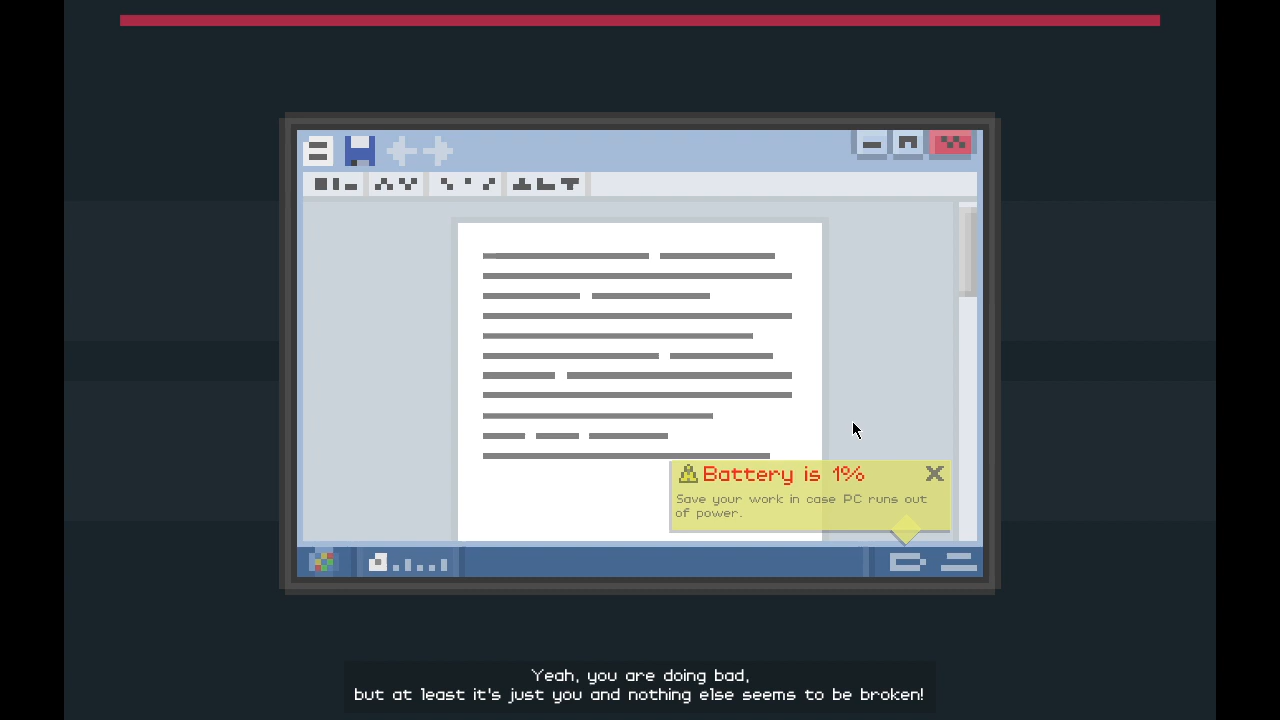 Battery is 1%
Save your work in case PC runs out
of power.
Yeah, you are doing bad,
but at least it's just you and nothing else seems to be broken!